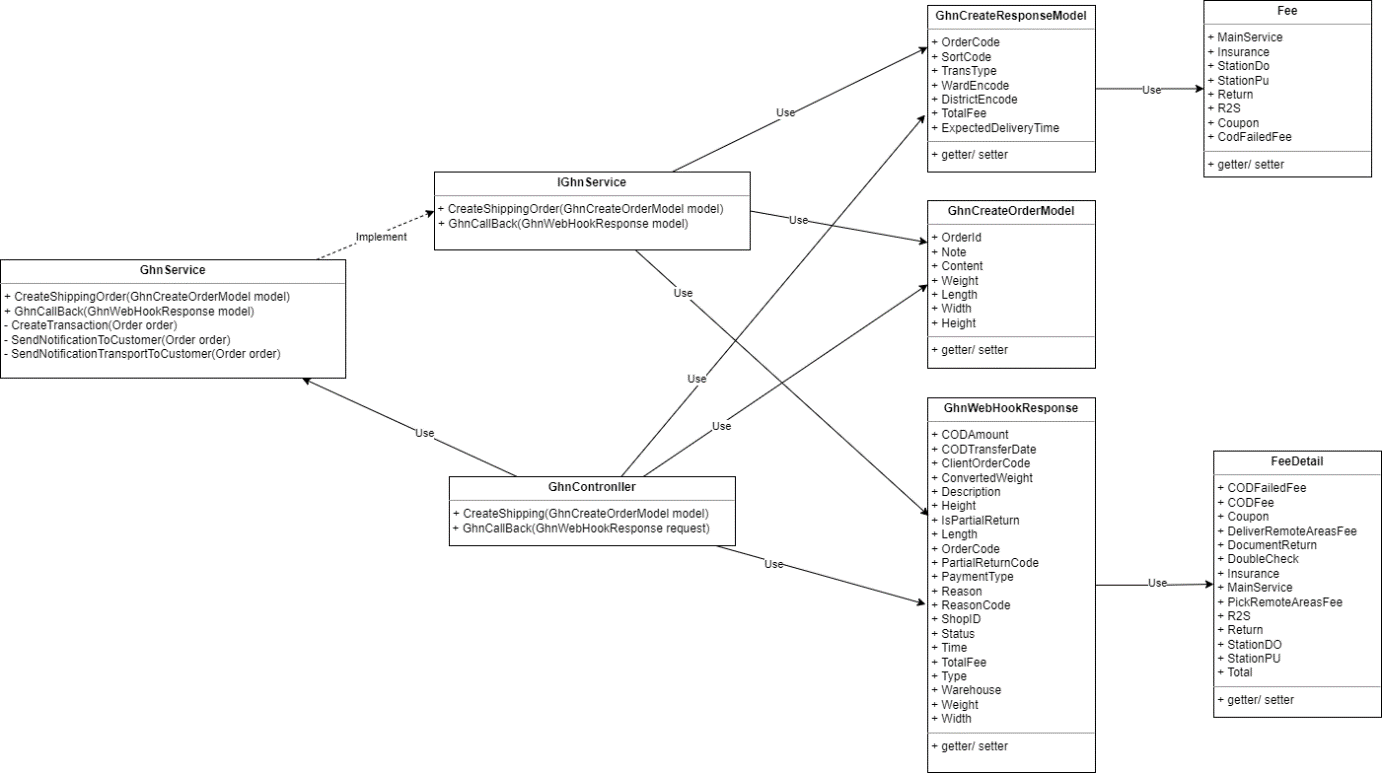 GhnCreateResponseModel
+ OrderCode
+ SortCode
+ TransType
+ WardEncode
+ DistrictEncode
+ TotalFee
+ ExpectedDeliveryTime
+ getter/ setter
Fee
+ MainService
+ Insurance
+ StationDo
+ StationPu
+ Return
+ R2S
+ Coupon
+ CodFailedFee
+ getter/ setter
Use
Use
IGhnService
+ CreateShippingOrder(GhnCreateOrderModel model)
+ GhnCallBack(GhnWebHookResponse model)
Use
Implement
GhnCreateOrderModel
+ OrderId
+ Note
+ Content
+ Weight
+ Length
+ Width
+ Height
+ getter/ setter
GhnService
+ CreateShippingOrder(GhnCreateOrderModel model)
+ GhnCallBack(GhnWebHookResponse model)
- CreateTransaction(Order order)
- SendNotificationToCustomer(Order order)
- SendNotificationTransportToCustomer(Order order)
Use
Use
Use
Use
GhnContronller
+ CreateShipping(GhnCreateOrderModel model)
+ GhnCallBack(GhnWebHookResponse request)
Use
GhnWebHookResponse
+ CODAmount
+ CODTransferDate
+ ClientOrderCode
+ ConvertedWeight
+ Description
+ Height
+ IsPartialReturn
+ Length
+ OrderCode
+ PartialReturnCode
+ PaymentType
+ Reason
+ ReasonCode
+ ShopID
+ Status
+ Time
+ TotalFee
+ Type
+ Warehouse
+ Weight
+ Width
+ getter/ setter
Use
FeeDetail
+ CODFailedFee
+ CODFee
+ Coupon
+ DeliverRemoteAreasFee
+ DocumentReturn
+ DoubleCheck
+ Insurance
+ MainService
+ PickRemoteAreasFee
+ R2S
+ Return
+ StationDO
+ StationPU
+ Total
+ getter/ setter